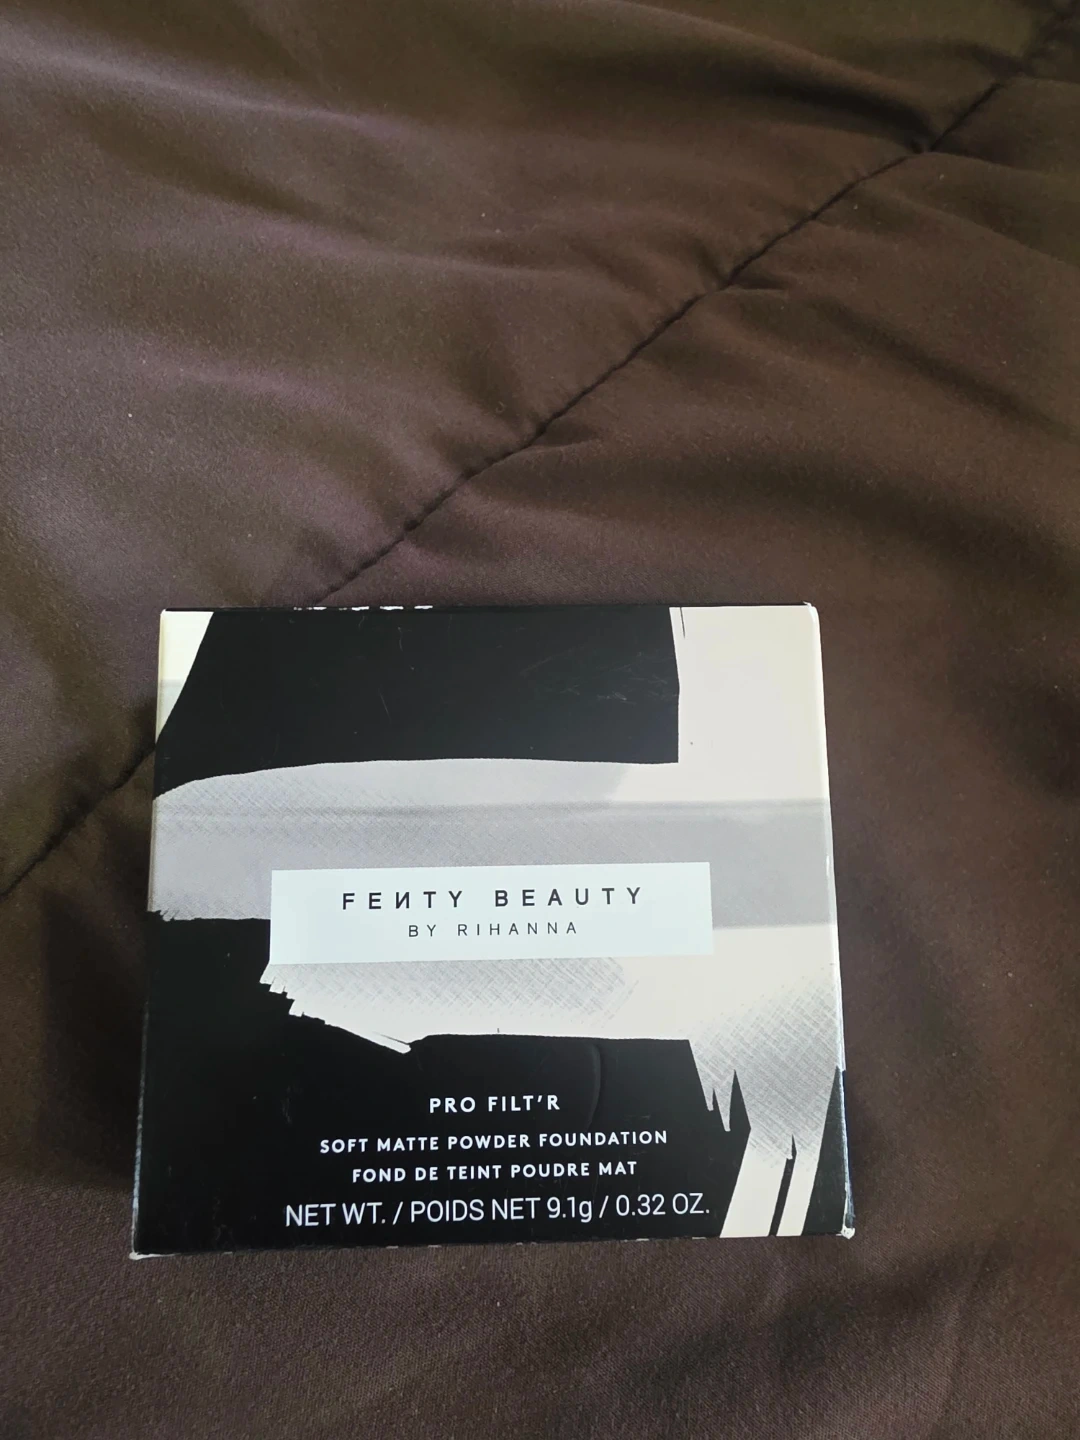 FENTY BEAUTY
BY RIHANNA
PRO FILT'R
SOFT MATTE POWDER FOUNDATION
FOND DE TEINT POUDRE MAT
NET WT. / POIDS NET 9.1g / 0.32 OZ.